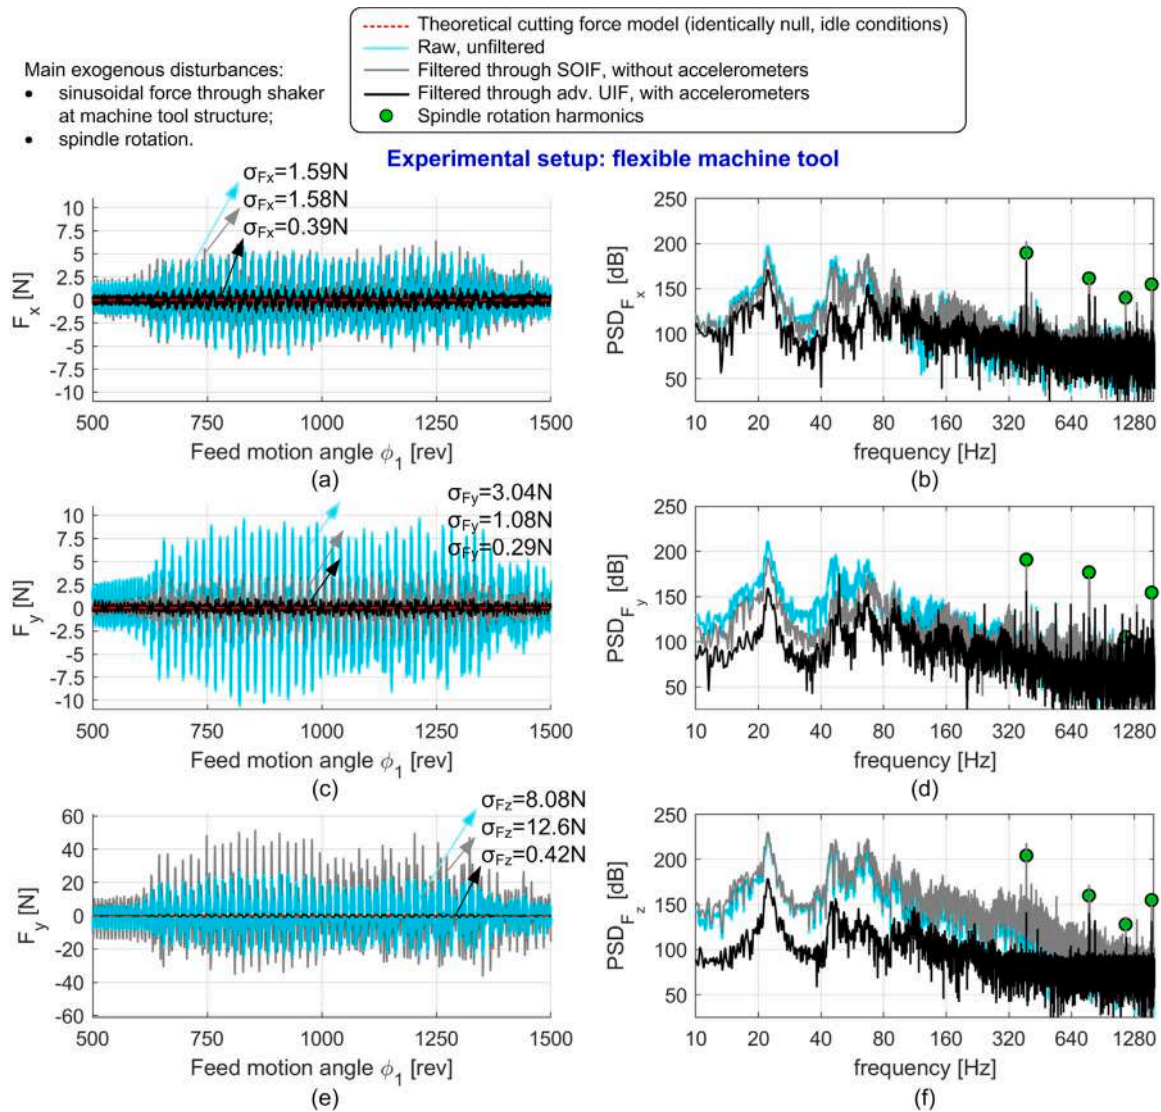 Theoretical cutting force model (identically null, idle conditions)
Raw, unfiltered
Filtered through SOIF, without accelerometers
Filtered through adv. UIF, with accelerometers
Spindle rotation harmonics
Main exogenous disturbances:
• sinusoidal force through shaker
at machine tool structure;
• spindle rotation.
Experimental setup: flexible machine tool
σFx=1.59N
σFx=1.58N
σFx=0.39N
10
7.5
5
2.5
0
-2.5
-5
-7.5
-10
F_x [N]
500 750 1000 1250 1500
Feed motion angle ϕ_1 [rev]
(a)
250
200
150
100
50
PSD_F_x [dB]
10 20 40 80 160 320 640 1280
frequency [Hz]
(b)
σFy=3.04N
σFy=1.08N
σFy=0.29N
10
7.5
5
2.5
0
-2.5
-5
-7.5
-10
F_y [N]
500 750 1000 1250 1500
Feed motion angle ϕ_1 [rev]
(c)
250
200
150
100
50
PSD_F_y [dB]
10 20 40 80 160 320 640 1280
frequency [Hz]
(d)
σFz=8.08N
σFz=12.6N
σFz=0.42N
60
40
20
0
-20
-40
-60
F_y [N]
500 750 1000 1250 1500
Feed motion angle ϕ_1 [rev]
(e)
250
200
150
100
50
PSD_F_z [dB]
10 20 40 80 160 320 640 1280
frequency [Hz]
(f)